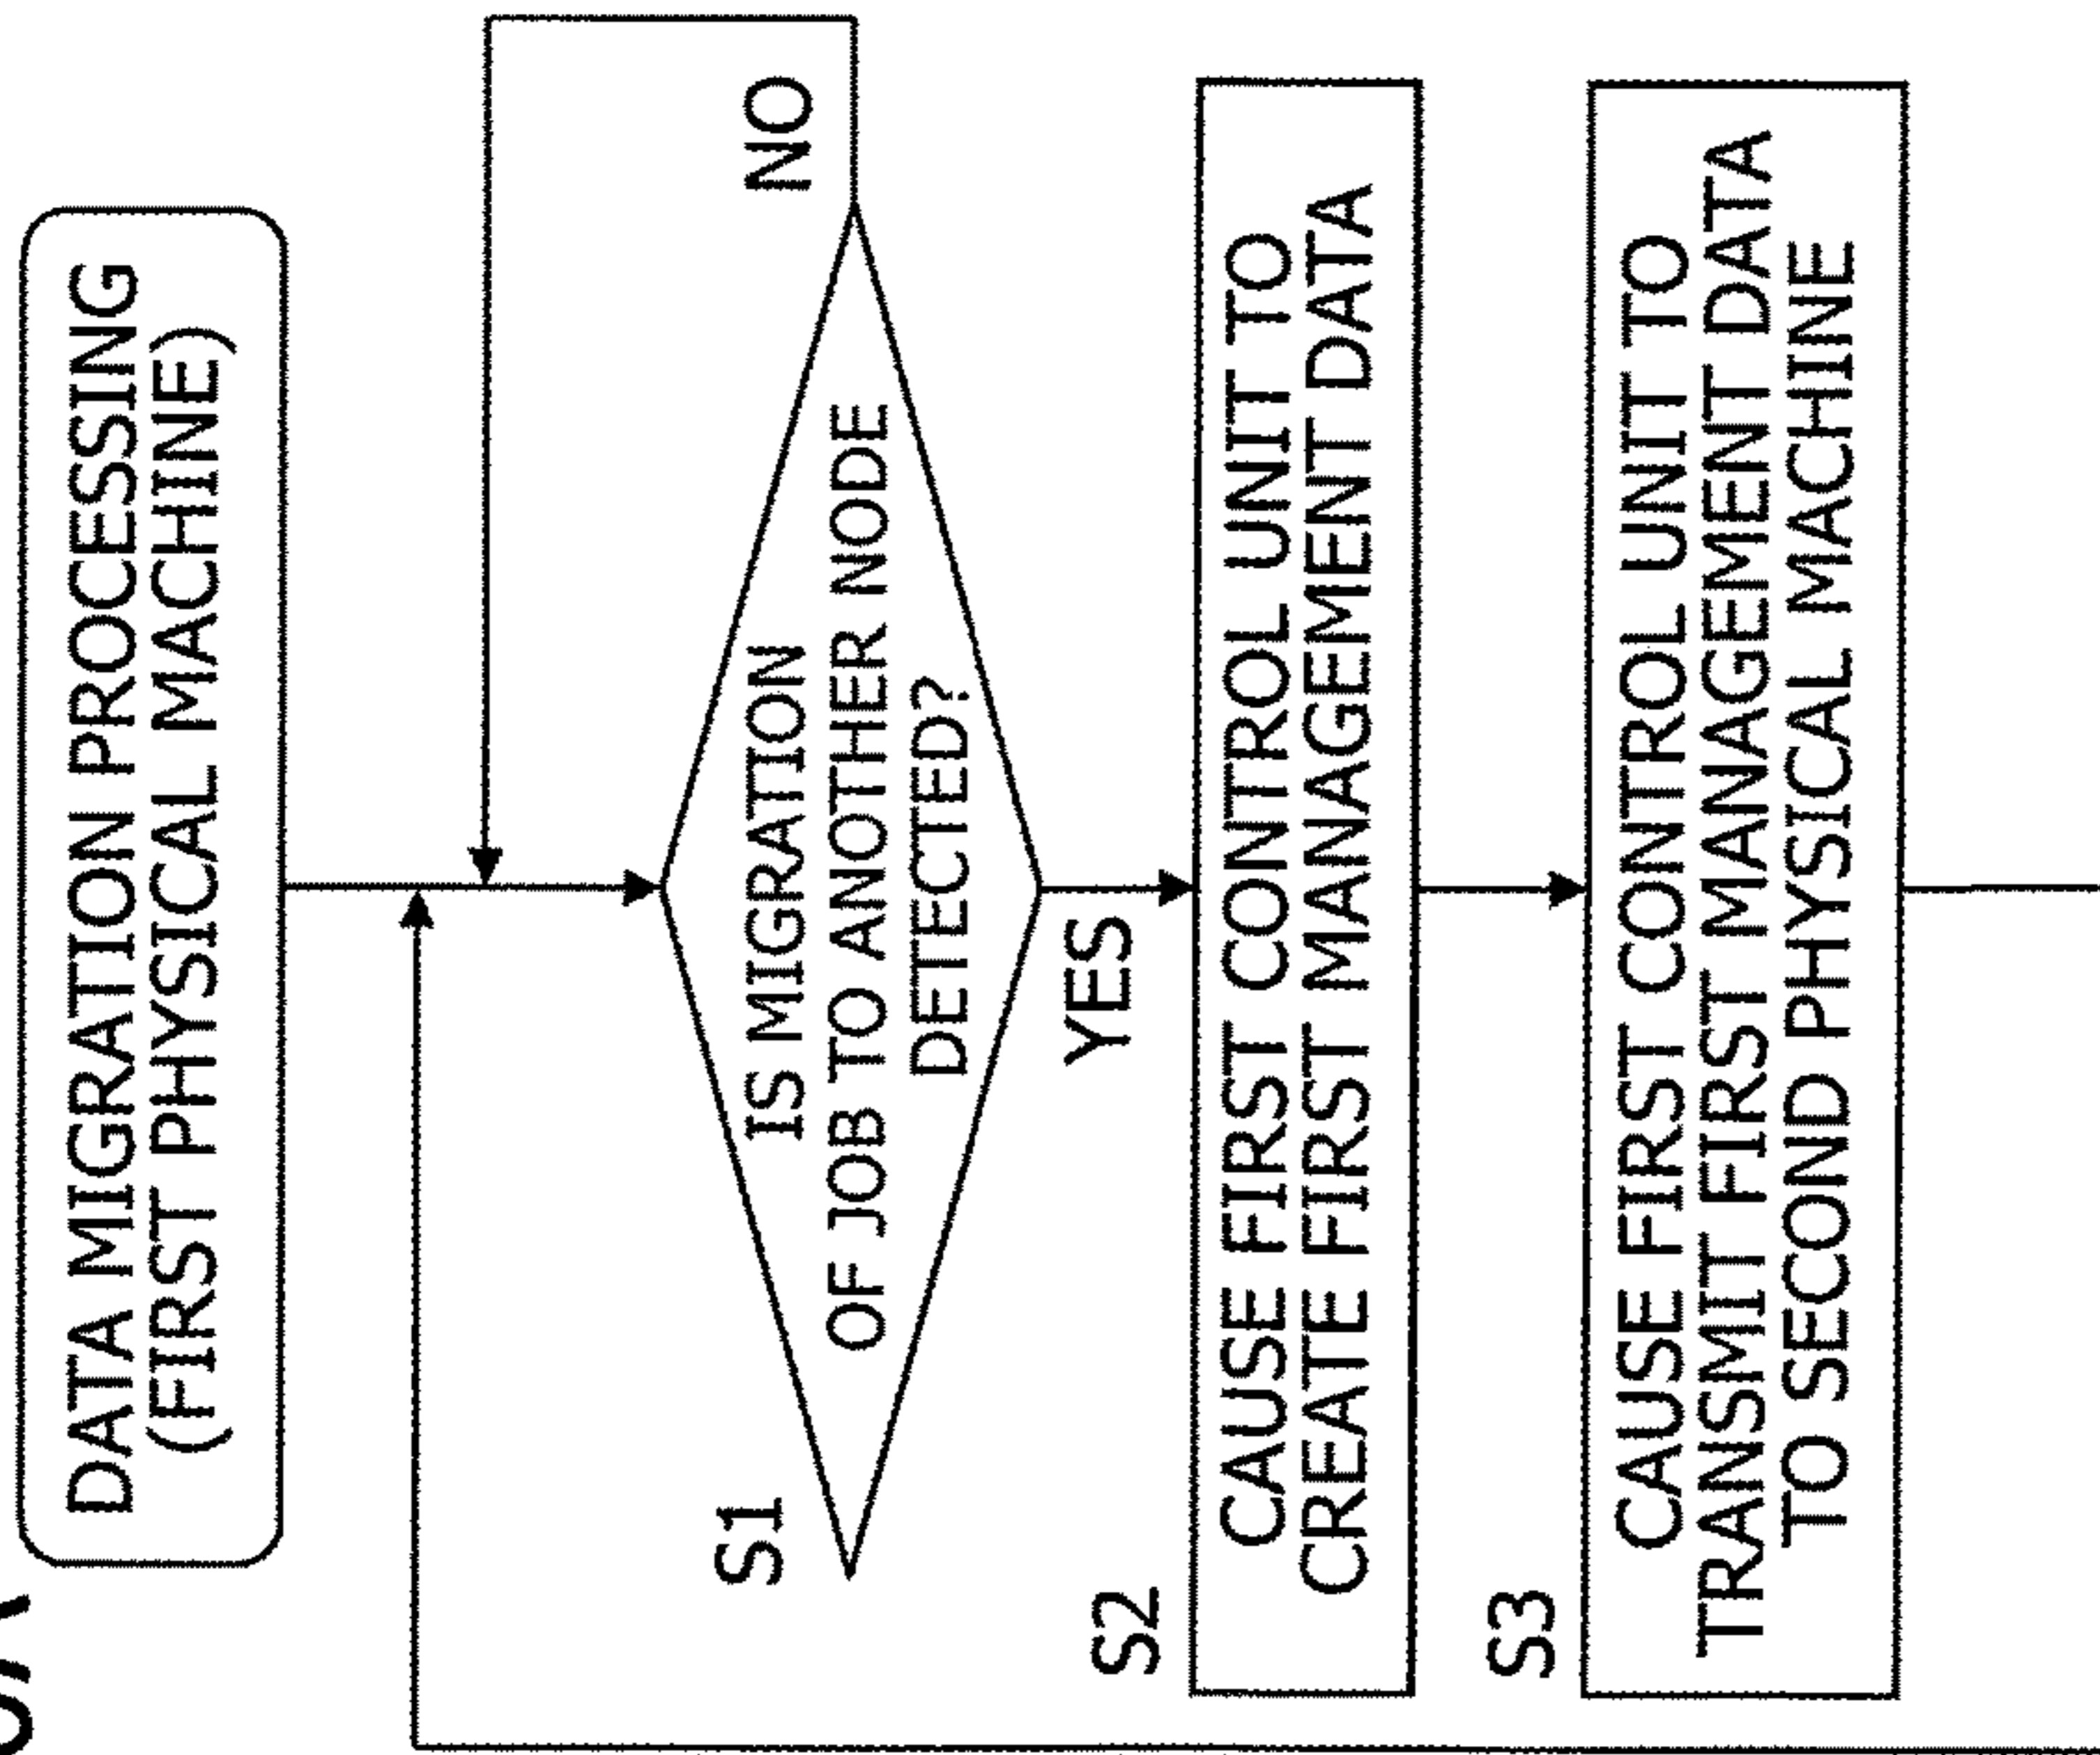 DATA MIGRATION PROCESSING
(FIRST PHYSICAL MACHINE)
S1
IS MIGRATION
OF JOB TO ANOTHER NODE
DETECTED?
NO
YES
S2
CAUSE FIRST CONTROL UNIT TO
CREATE FIRST MANAGEMENT DATA
S3
CAUSE FIRST CONTROL UNIT TO
TRANSMIT FIRST MANAGEMENT DATA
TO SECOND PHYSICAL MACHINE